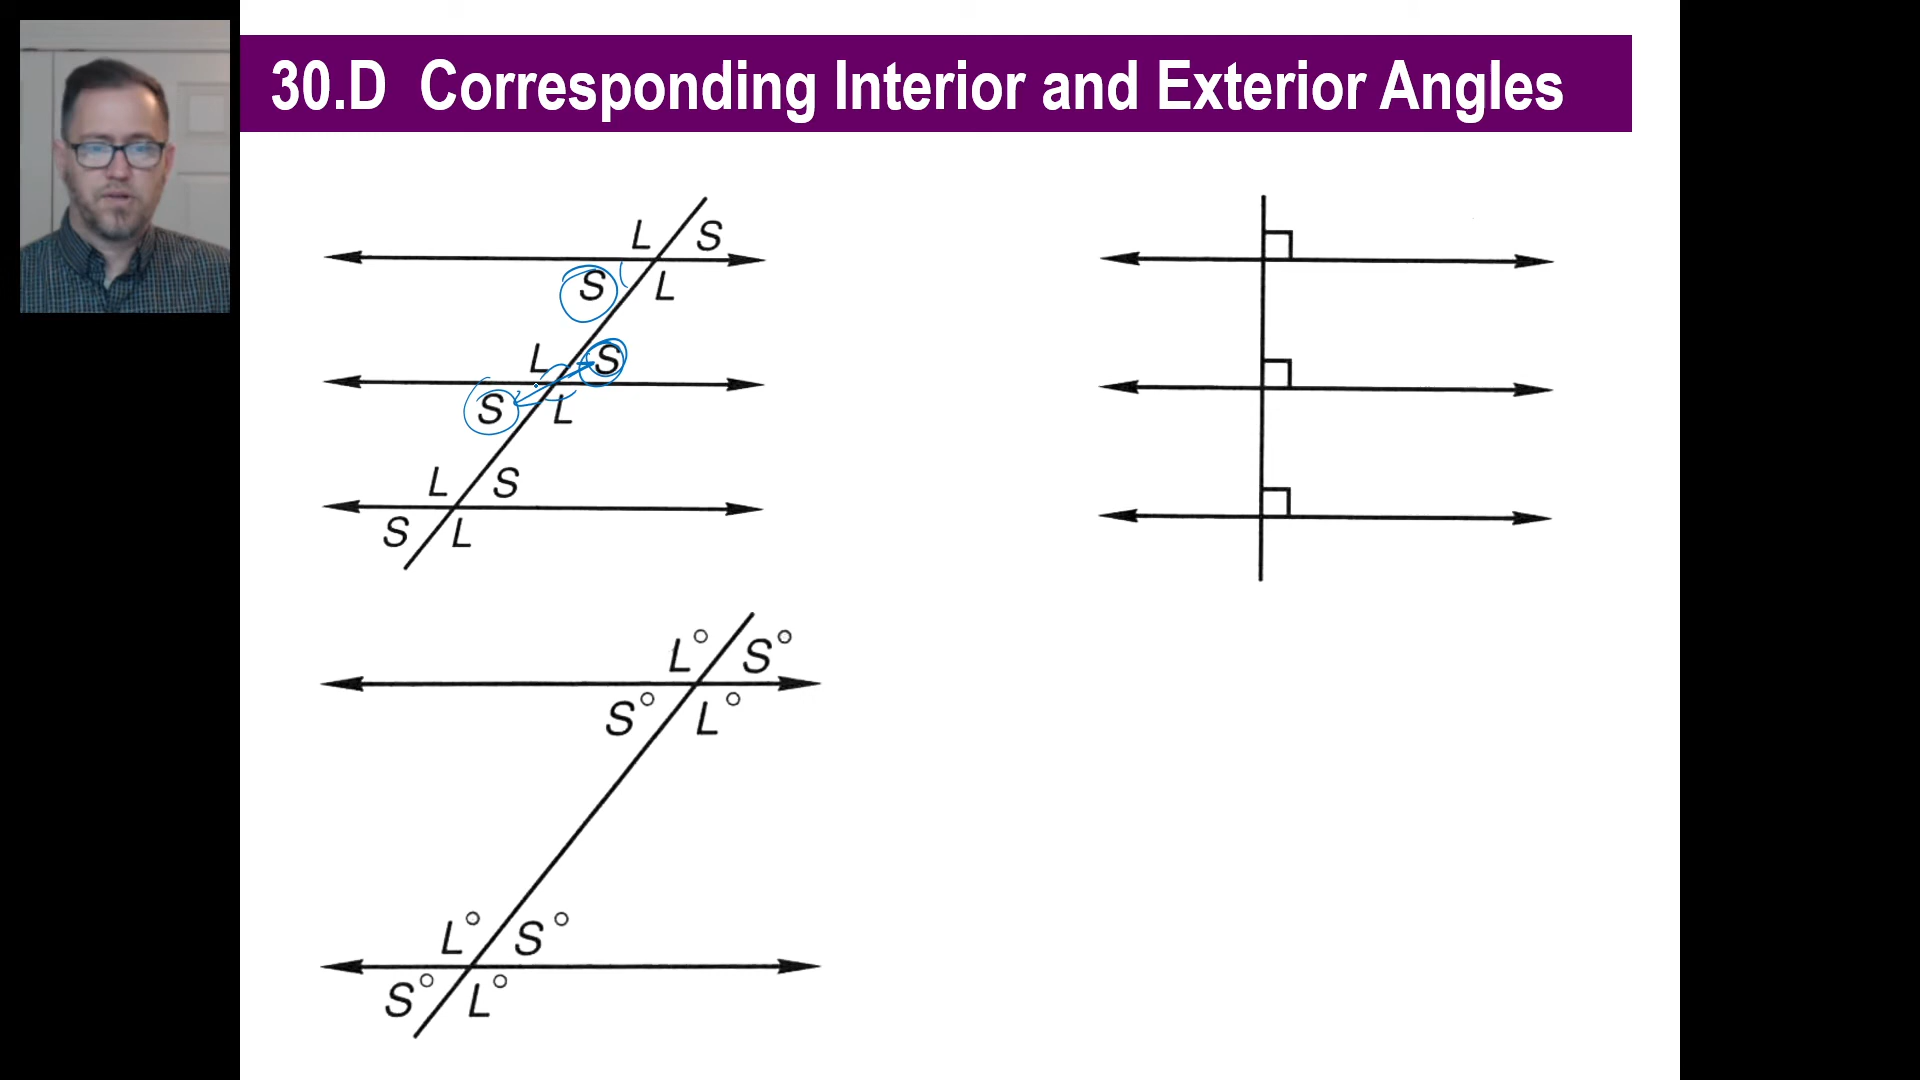 30.D Corresponding Interior and Exterior Angles
L S
S L
L S
S L
L S
S L
L° S°
S° L°
L° S°
S° L°